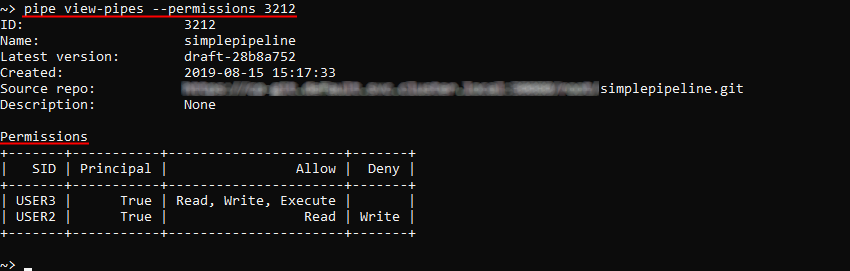 ~> pipe view-pipes --permissions 3212
ID: 3212
Name: simplepipeline
Latest version: draft-28b8a752
Created: 2019-08-15 15:17:33
Source repo: simplepipeline.git
Description: None
Permissions
+-------+-----------+----------------------+-------+
|   SID | Principal |                Allow |  Deny |
+-------+-----------+----------------------+-------+
| USER3 |      True | Read, Write, Execute |       |
| USER2 |      True |                 Read | Write |
+-------+-----------+----------------------+-------+
~>